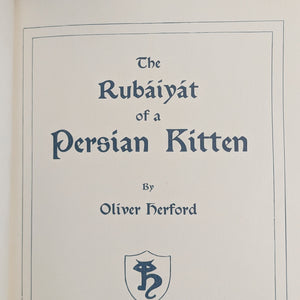 The
Rubáiyát
of a
Persian Kitten
By
Oliver Herford